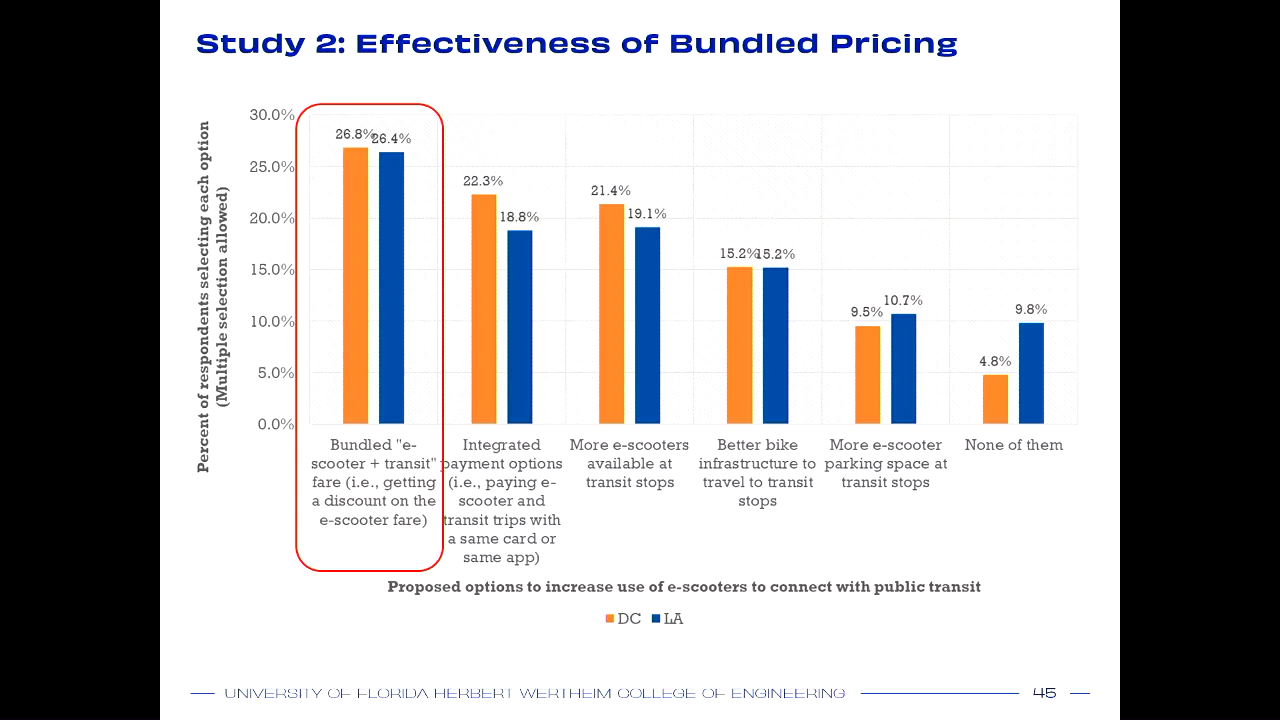 Study 2: Effectiveness of Bundled Pricing
Percent of respondents selecting each option
(Multiple selection allowed)
30.0%
25.0%
20.0%
15.0%
10.0%
5.0%
0.0%
26.8%
26.4%
22.3%
18.8%
21.4%
19.1%
15.2%
15.2%
9.5%
10.7%
4.8%
9.8%
Bundled "e-
scooter + transit"
fare (i.e., getting
a discount on the
e-scooter fare)
Integrated
payment options
(i.e., paying e-
scooter and
transit trips with
a same card or
same app)
More e-scooters
available at
transit stops
Better bike
infrastructure to
travel to transit
stops
More e-scooter
parking space at
transit stops
None of them
Proposed options to increase use of e-scooters to connect with public transit
DC LA
UNIVERSITY OF FLORIDA HERBERT WERTHEIM COLLEGE OF ENGINEERING 45